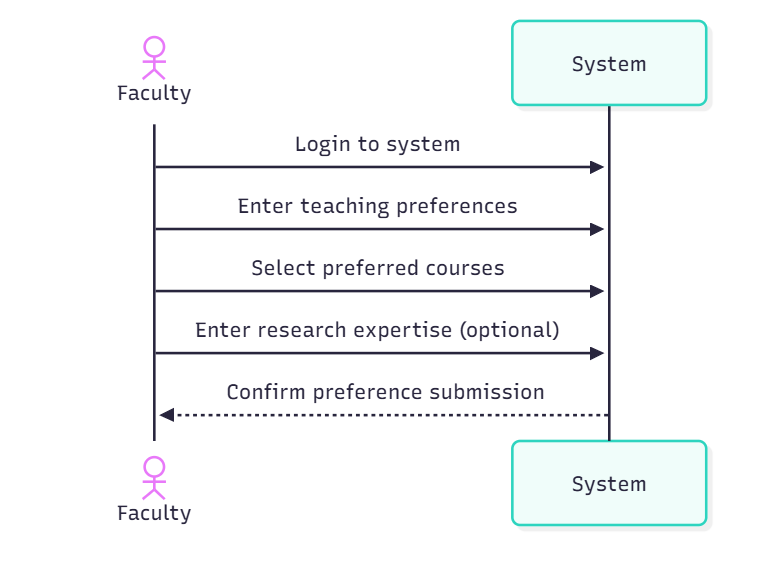 Faculty
System
Login to system
Enter teaching preferences
Select preferred courses
Enter research expertise (optional)
Confirm preference submission
Faculty
System